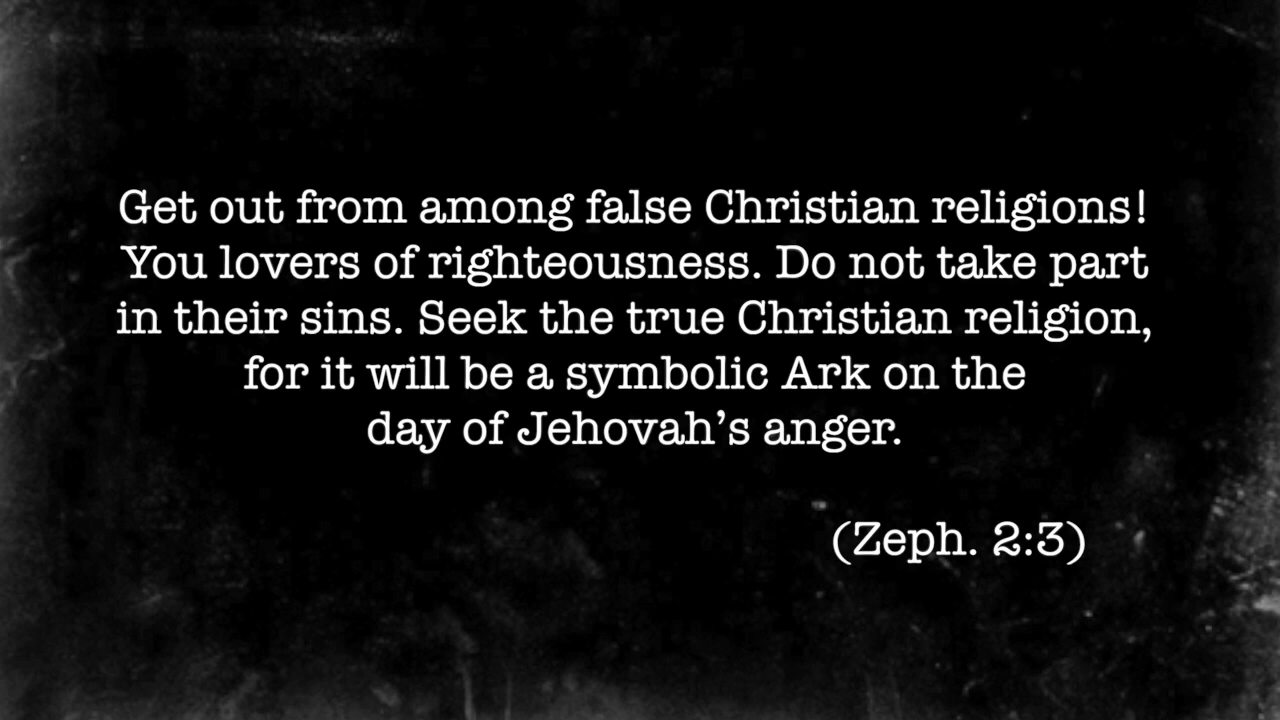 Get out from among false Christian religions!
You lovers of righteousness. Do not take part
in their sins. Seek the true Christian religion,
for it will be a symbolic Ark on the
day of Jehovah’s anger.
(Zeph. 2:3)